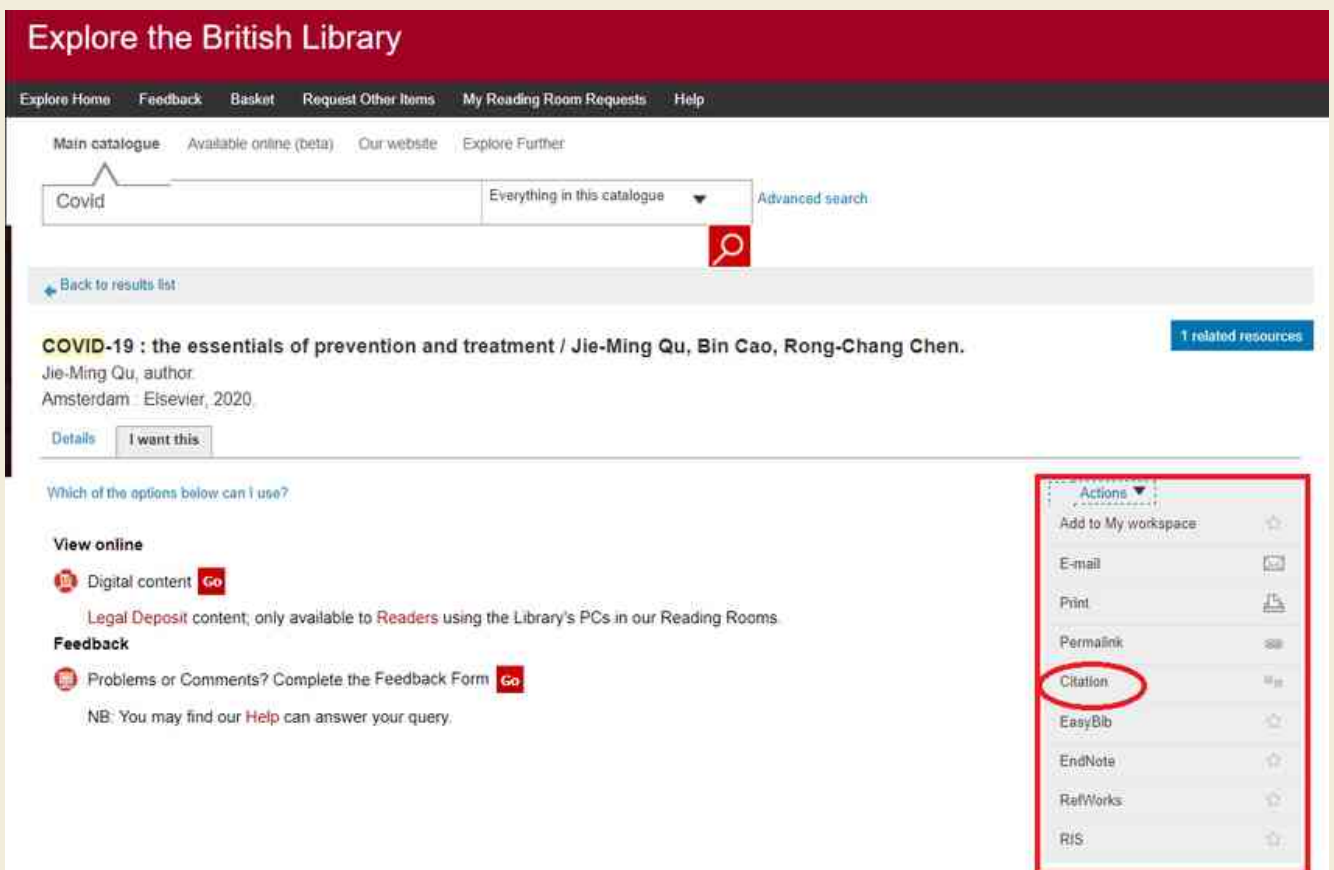 Explore the British Library
Explore Home Feedback Basket Request Other Items My Reading Room Requests Help
Main catalogue Available online (beta) Our website Explore Further
Covid Everything in this catalogue Advanced search
Back to results list
1 related resources
COVID-19 : the essentials of prevention and treatment / Jie-Ming Qu, Bin Cao, Rong-Chang Chen.
Jie-Ming Qu, author.
Amsterdam : Elsevier, 2020.
Details I want this
Which of the options below can I use?
View online
Digital content Go
Legal Deposit content; only available to Readers using the Library's PCs in our Reading Rooms.
Feedback
Problems or Comments? Complete the Feedback Form Go
NB: You may find our Help can answer your query.
Actions
Add to My workspace
E-mail
Print
Permalink
Citation
EasyBib
EndNote
RefWorks
RIS